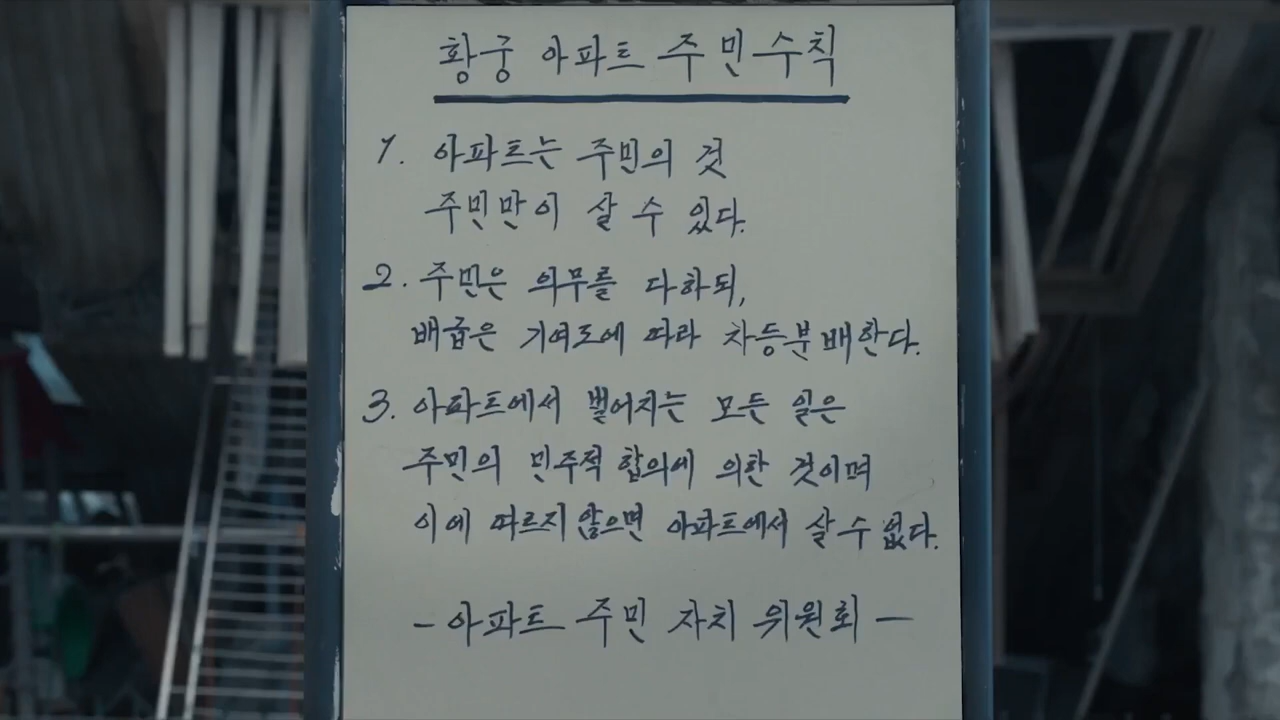 황궁 아파트 주민수칙
1. 아파트는 주민의 것
주민만이 살 수 있다.
2. 주민은 의무를 다하되,
배급은 기여도에 따라 차등분배한다.
3. 아파트에서 벌어지는 모든 일은
주민의 민주적 합의에 의한 것이며
이에 따르지 않으면 아파트에서 살 수 없다.
- 아파트 주민 자치 위원회 -